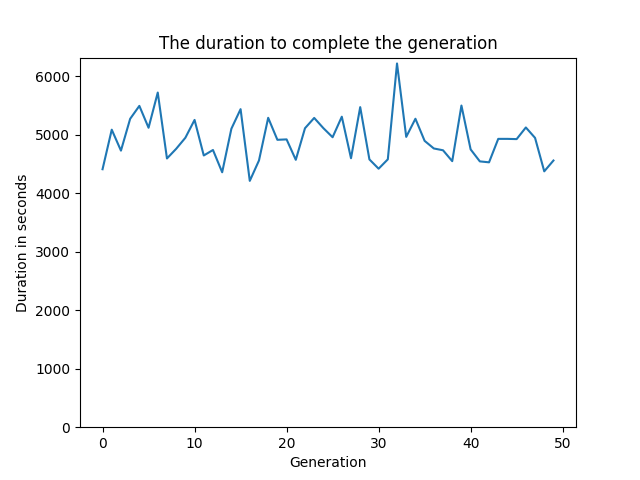 The duration to complete the generation
6000
5000
4000
3000
2000
1000
0
Duration in seconds
0 10 20 30 40 50
Generation